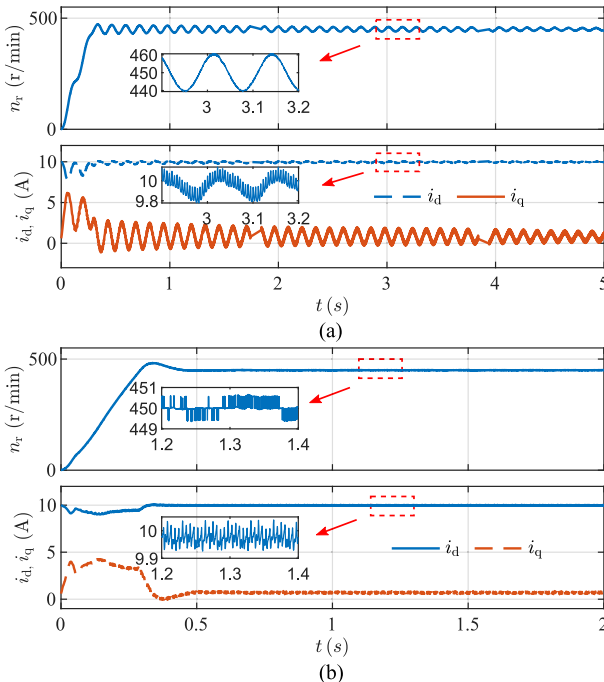 (a)
500
n_r (r/min)
460
450
440
3 3.1 3.2
0
10
5
0
i_d, i_q (A)
10
9.8
3 3.1 3.2
i_d i_q
0 1 2 3 4 5
t (s)
(a)
500
n_r (r/min)
451
450
449
1.2 1.3 1.4
0
10
5
0
i_d, i_q (A)
10
9.9
1.2 1.3 1.4
i_d i_q
0 0.5 1 1.5 2
t (s)
(b)